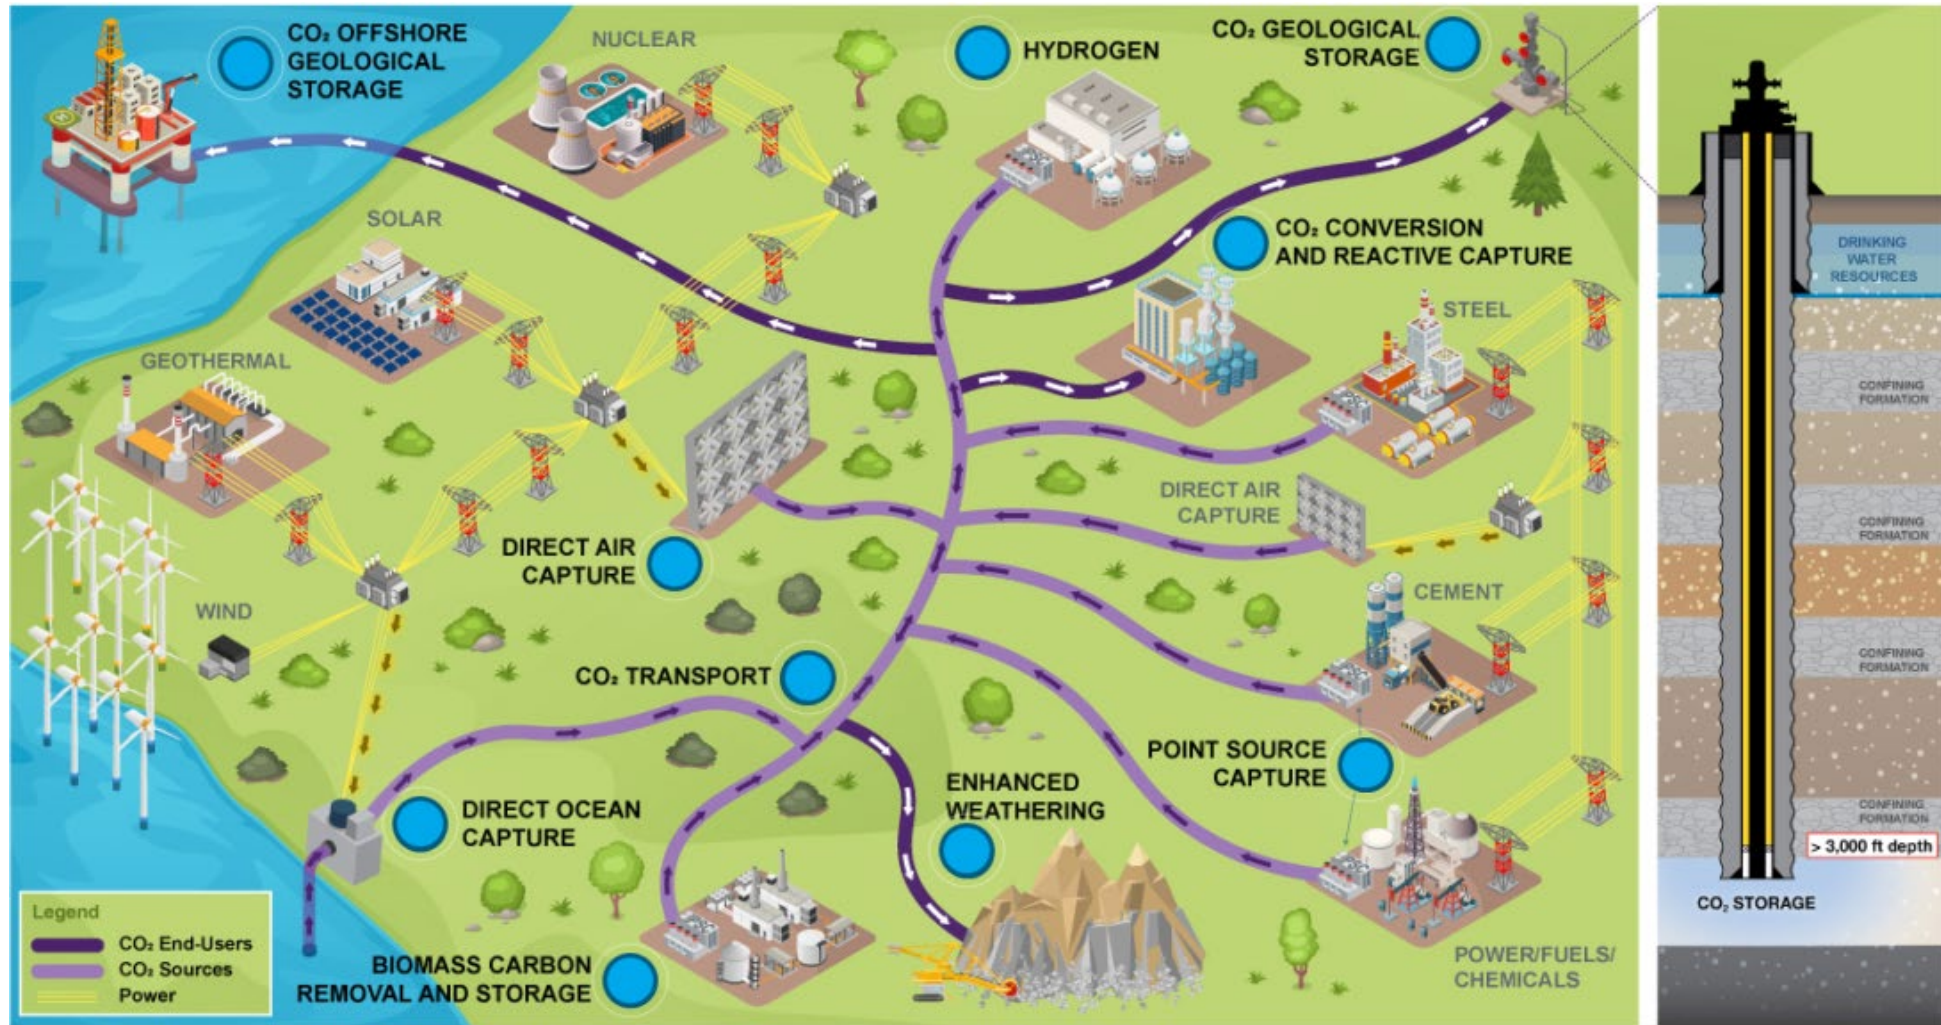 CO₂ OFFSHORE
GEOLOGICAL
STORAGE
NUCLEAR
HYDROGEN
CO₂ GEOLOGICAL
STORAGE
SOLAR
CO₂ CONVERSION
AND REACTIVE CAPTURE
STEEL
GEOTHERMAL
DIRECT AIR
CAPTURE
DIRECT AIR
CAPTURE
WIND
CEMENT
CO₂ TRANSPORT
POINT SOURCE
CAPTURE
DIRECT OCEAN
CAPTURE
ENHANCED
WEATHERING
BIOMASS CARBON
REMOVAL AND STORAGE
POWER/FUELS/
CHEMICALS
Legend
CO₂ End-Users
CO₂ Sources
Power
DRINKING
WATER
RESOURCES
CONFINING
FORMATION
CONFINING
FORMATION
CONFINING
FORMATION
CONFINING
FORMATION
> 3,000 ft depth
CO₂ STORAGE